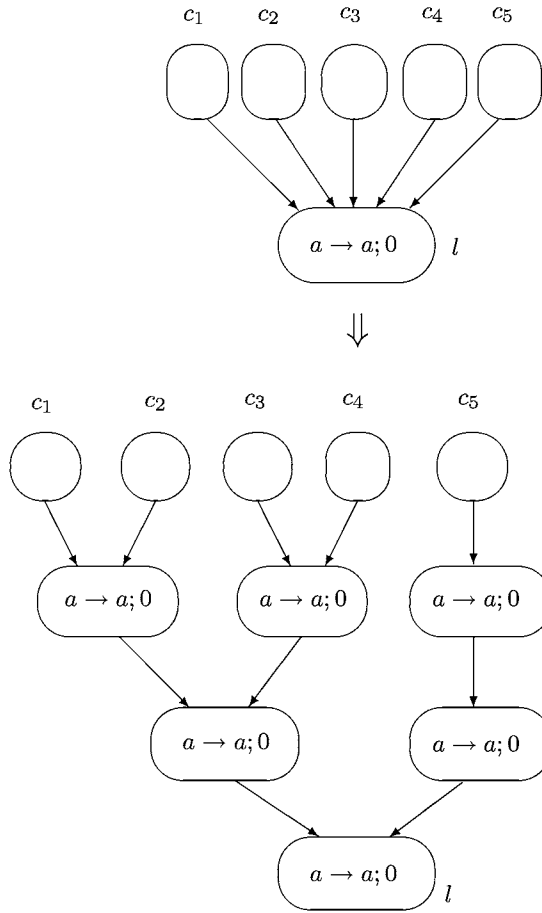 c₁ c₂ c₃ c₄ c₅
a → a; 0 l
⇓
c₁ c₂ c₃ c₄ c₅
a → a; 0 a → a; 0 a → a; 0
a → a; 0 a → a; 0
a → a; 0 l